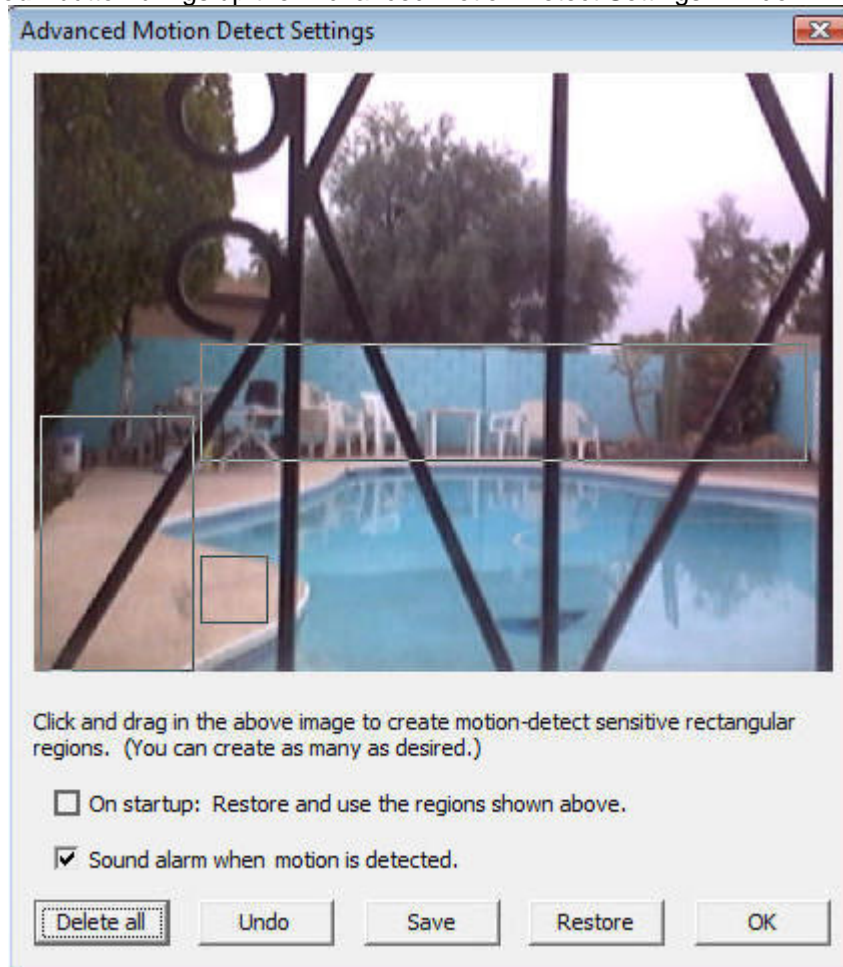 Advanced Motion Detect Settings
Click and drag in the above image to create motion-detect sensitive rectangular
regions. (You can create as many as desired.)
On startup: Restore and use the regions shown above.
Sound alarm when motion is detected.
Delete all Undo Save Restore OK